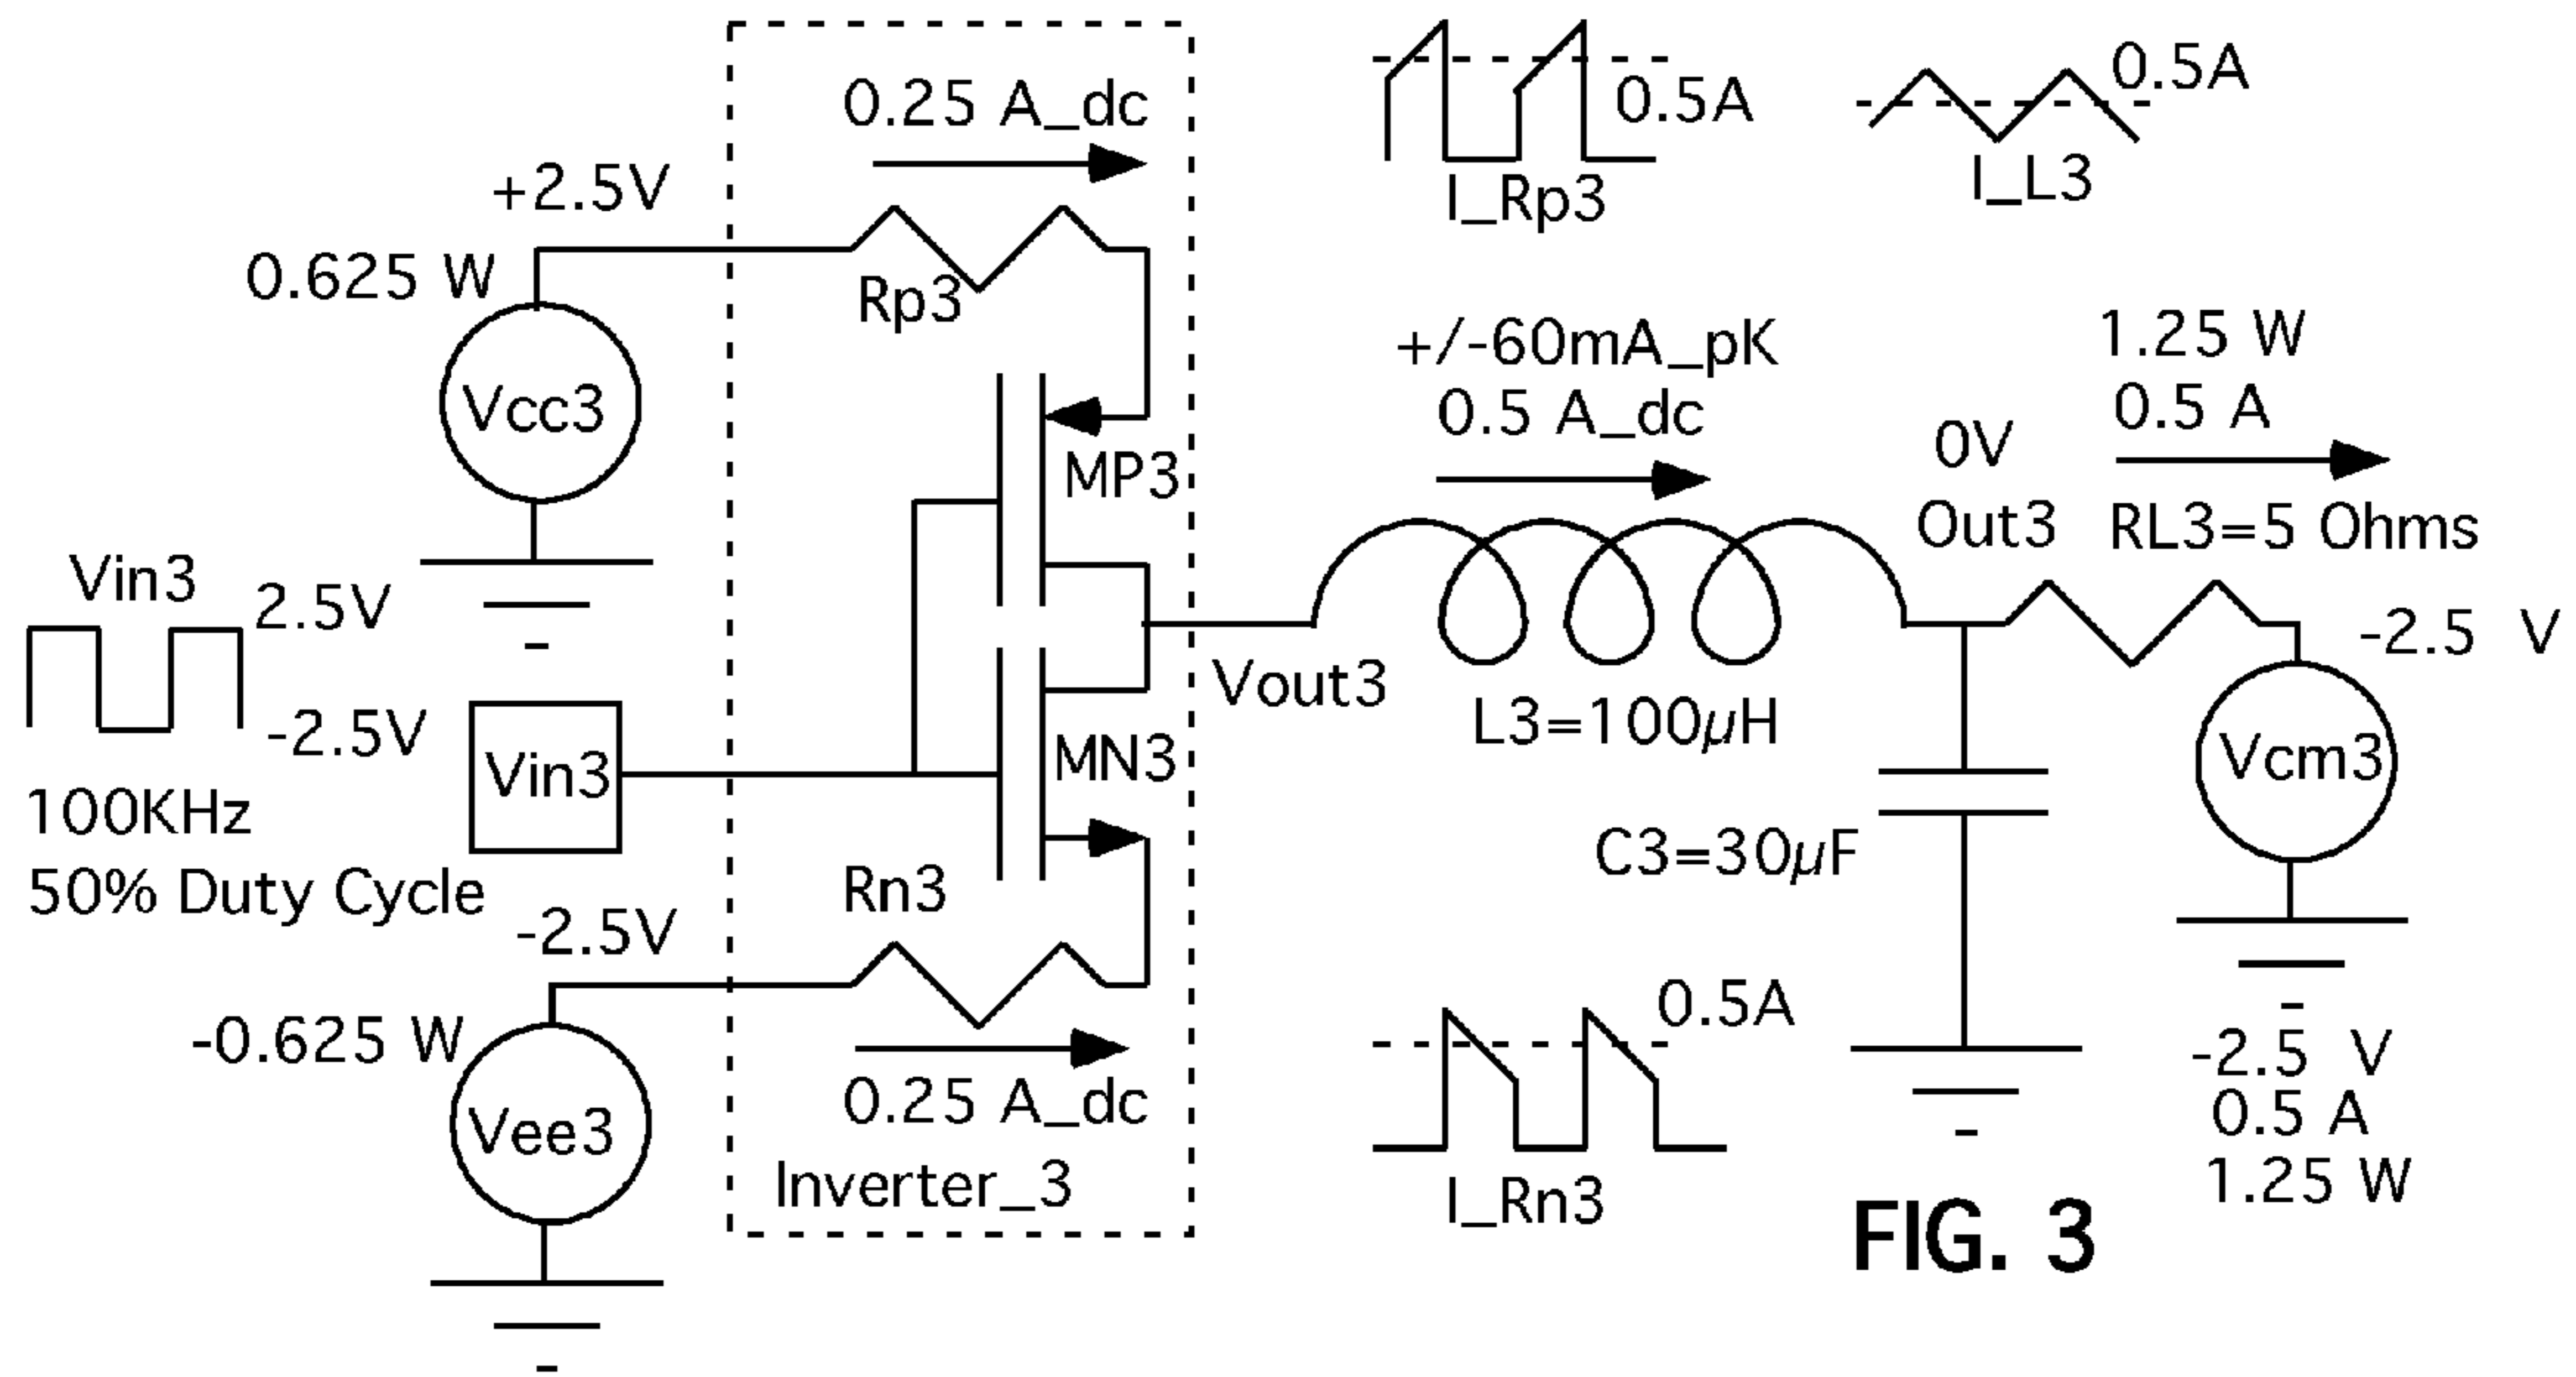 0.25 A_dc
0.5A
I_Rp3
0.5A
I_L3
+2.5V
0.625 W
Rp3
Vcc3
MP3
+/-60mA_pK
0.5 A_dc
1.25 W
0.5 A
0V
Out3
RL3=5 Ohms
-2.5 V
Vin3
2.5V
-2.5V
100KHz
50% Duty Cycle
Vin3
Vout3
L3=100µH
MN3
Vcm3
C3=30µF
Rn3
-2.5V
-0.625 W
Vee3
0.25 A_dc
Inverter_3
0.5A
I_Rn3
-2.5 V
0.5 A
1.25 W
FIG. 3